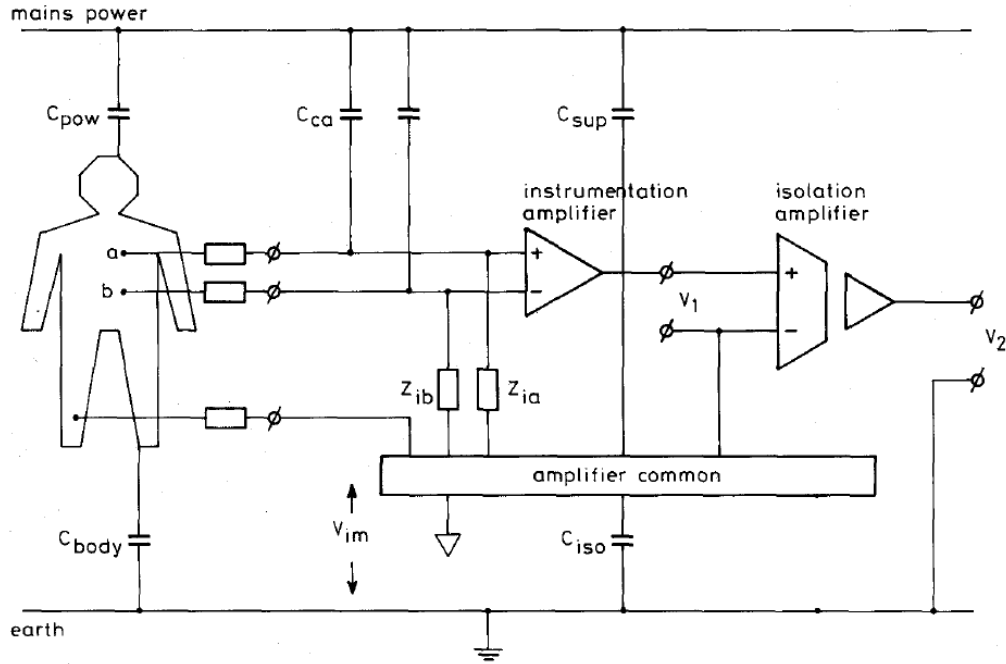 mains power
C_pow
C_ca
C_sup
instrumentation
amplifier
isolation
amplifier
a
+
+
b
−
V_1
−
V_2
Z_ib
Z_ia
amplifier common
V_im
C_body
C_iso
earth